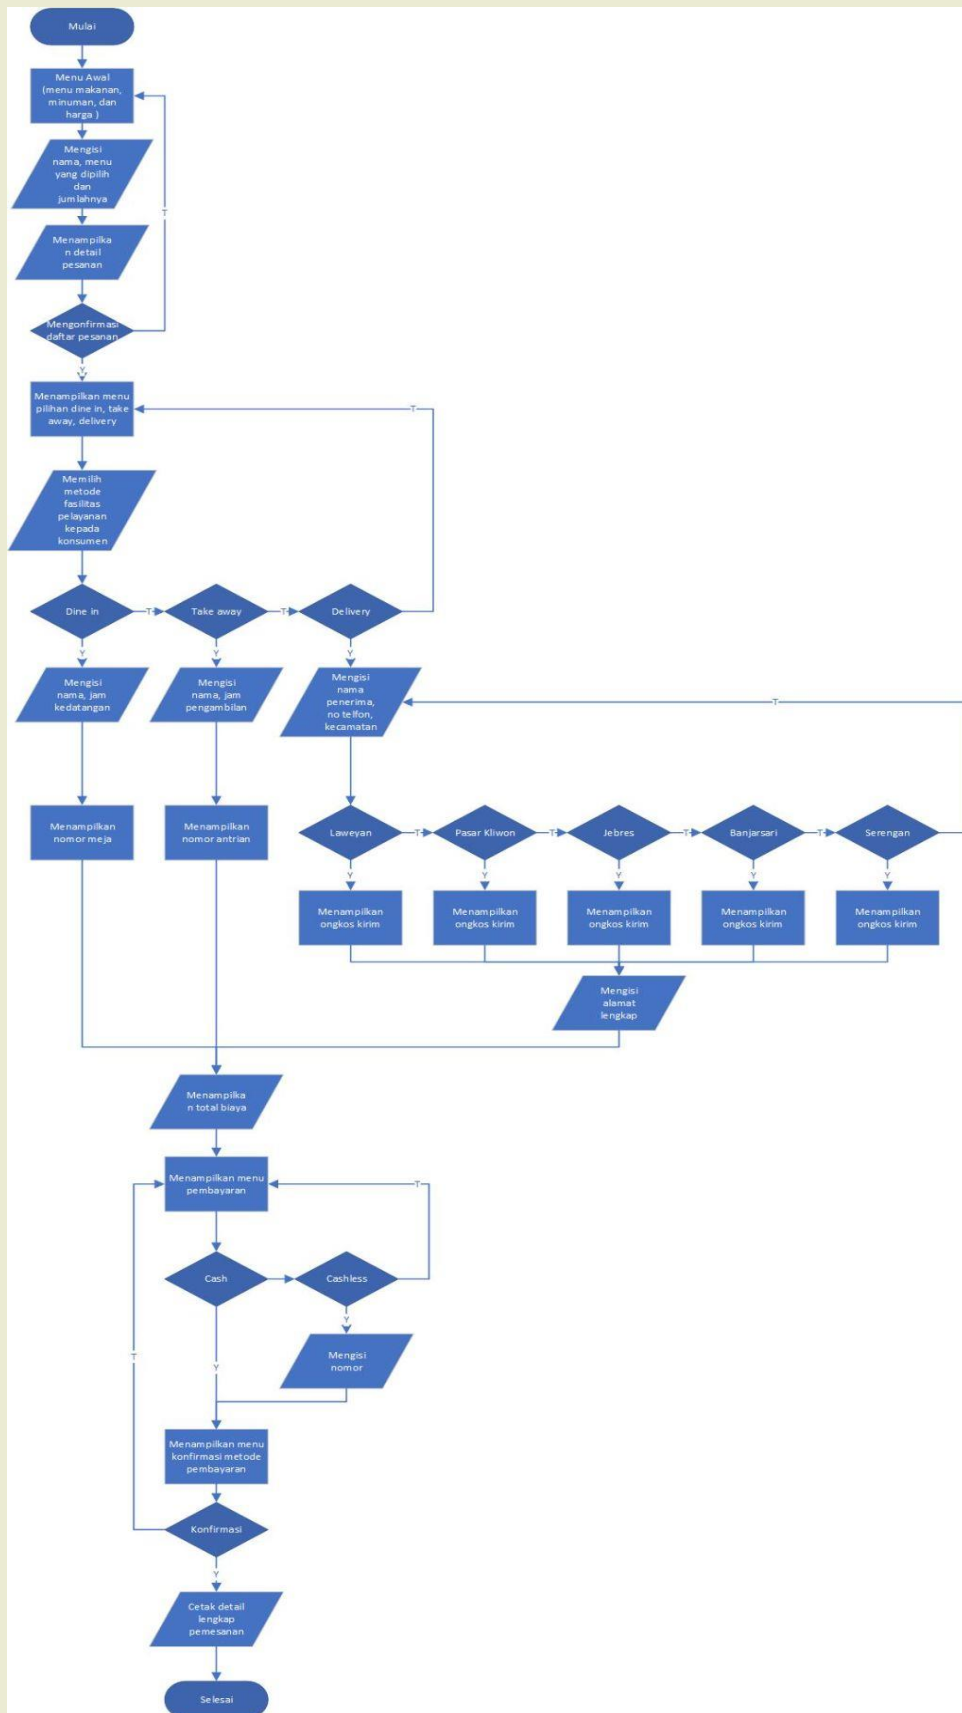 Mulai
Menu Awal
(menu makanan,
minuman, dan
harga )
Mengisi
nama, menu
yang dipilih
dan
jumlahnya
T
Menampilka
n detail
pesanan
Mengonfirmasi
daftar pesanan
Y
Menampilkan menu
pilihan dine in, take
away, delivery
T
Memilih
metode
fasilitas
pelayanan
kepada
konsumen
Dine in
T
Take away
T
Delivery
Y
Y
Y
Mengisi
nama, jam
kedatangan
Mengisi
nama, jam
pengambilan
Mengisi
nama
penerima,
no telfon,
kecamatan
T
Menampilkan
nomor meja
Menampilkan
nomor antrian
Laweyan
T
Pasar Kliwon
T
Jebres
T
Banjarsari
T
Serengan
Y
Y
Y
Y
Y
Menampilkan
ongkos kirim
Menampilkan
ongkos kirim
Menampilkan
ongkos kirim
Menampilkan
ongkos kirim
Menampilkan
ongkos kirim
Mengisi
alamat
lengkap
Menampilka
n total biaya
Menampilkan menu
pembayaran
T
Cash
Cashless
Y
Mengisi
nomor
T
Y
Menampilkan menu
konfirmasi metode
pembayaran
Konfirmasi
Y
Cetak detail
lengkap
pemesanan
Selesai